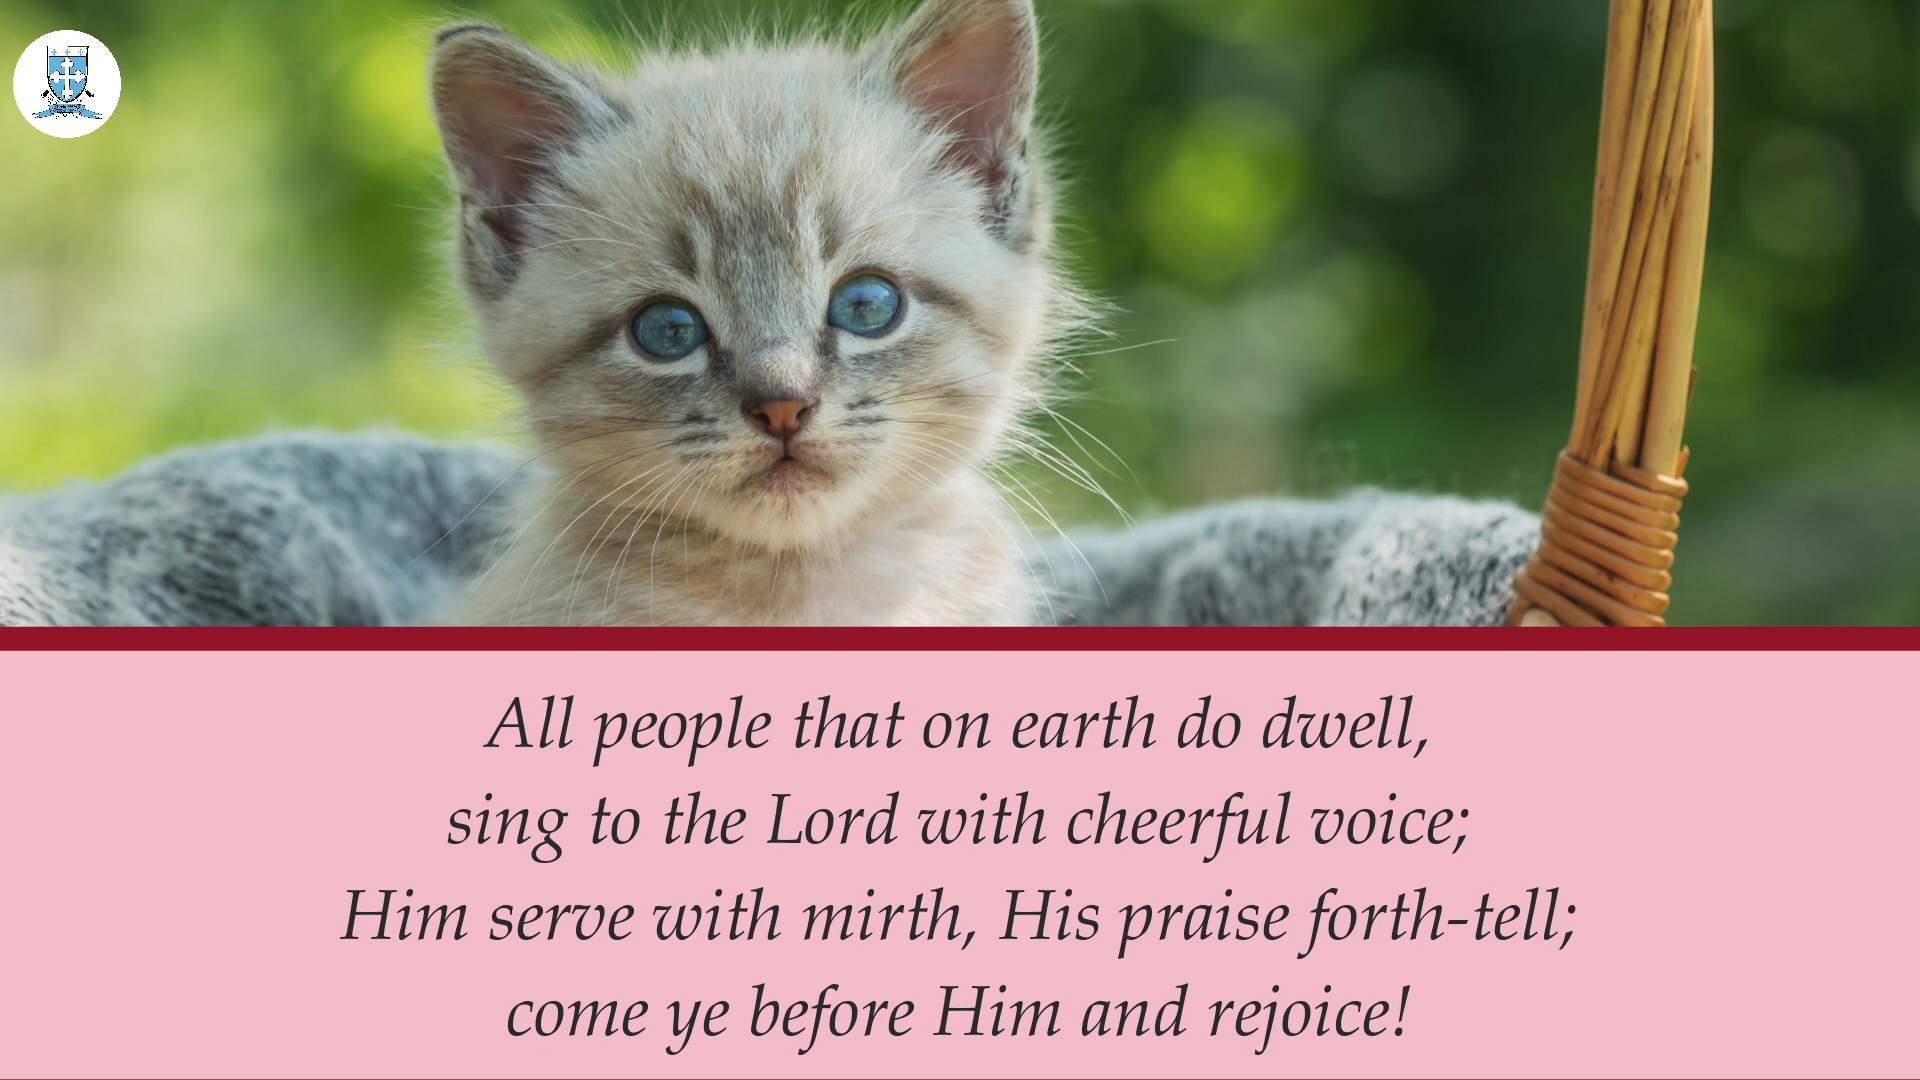 All people that on earth do dwell,
sing to the Lord with cheerful voice;
Him serve with mirth, His praise forth-tell;
come ye before Him and rejoice!